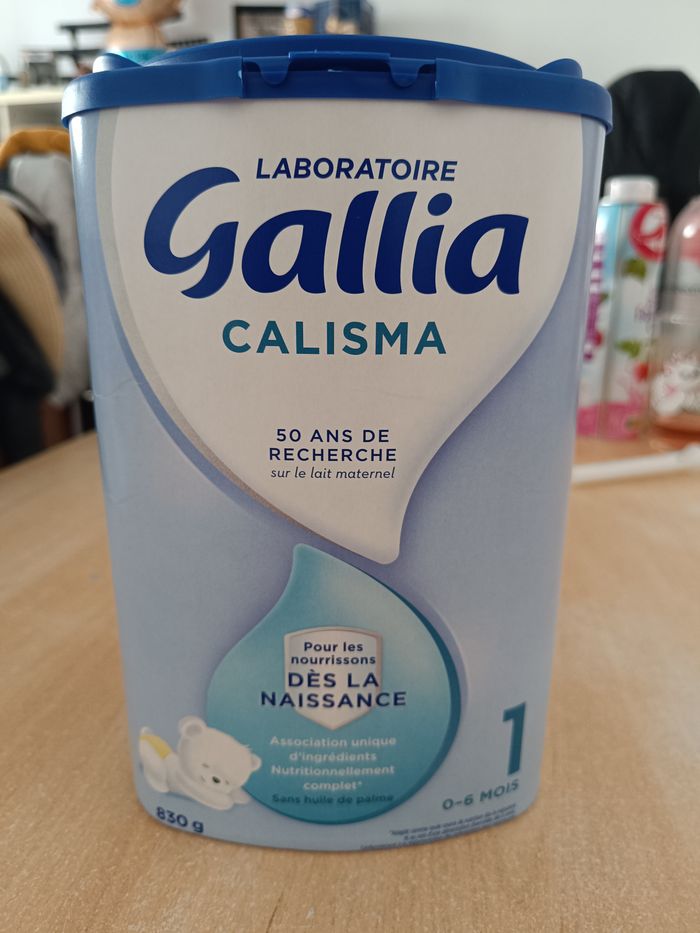 LABORATOIRE
Gallia
CALISMA
50 ANS DE
RECHERCHE
sur le lait maternel
Pour les
nourrissons
DÈS LA
NAISSANCE
Association unique
d'ingrédients
Nutritionnellement
complet*
Sans huile de palme
1
0-6 MOIS
830 g